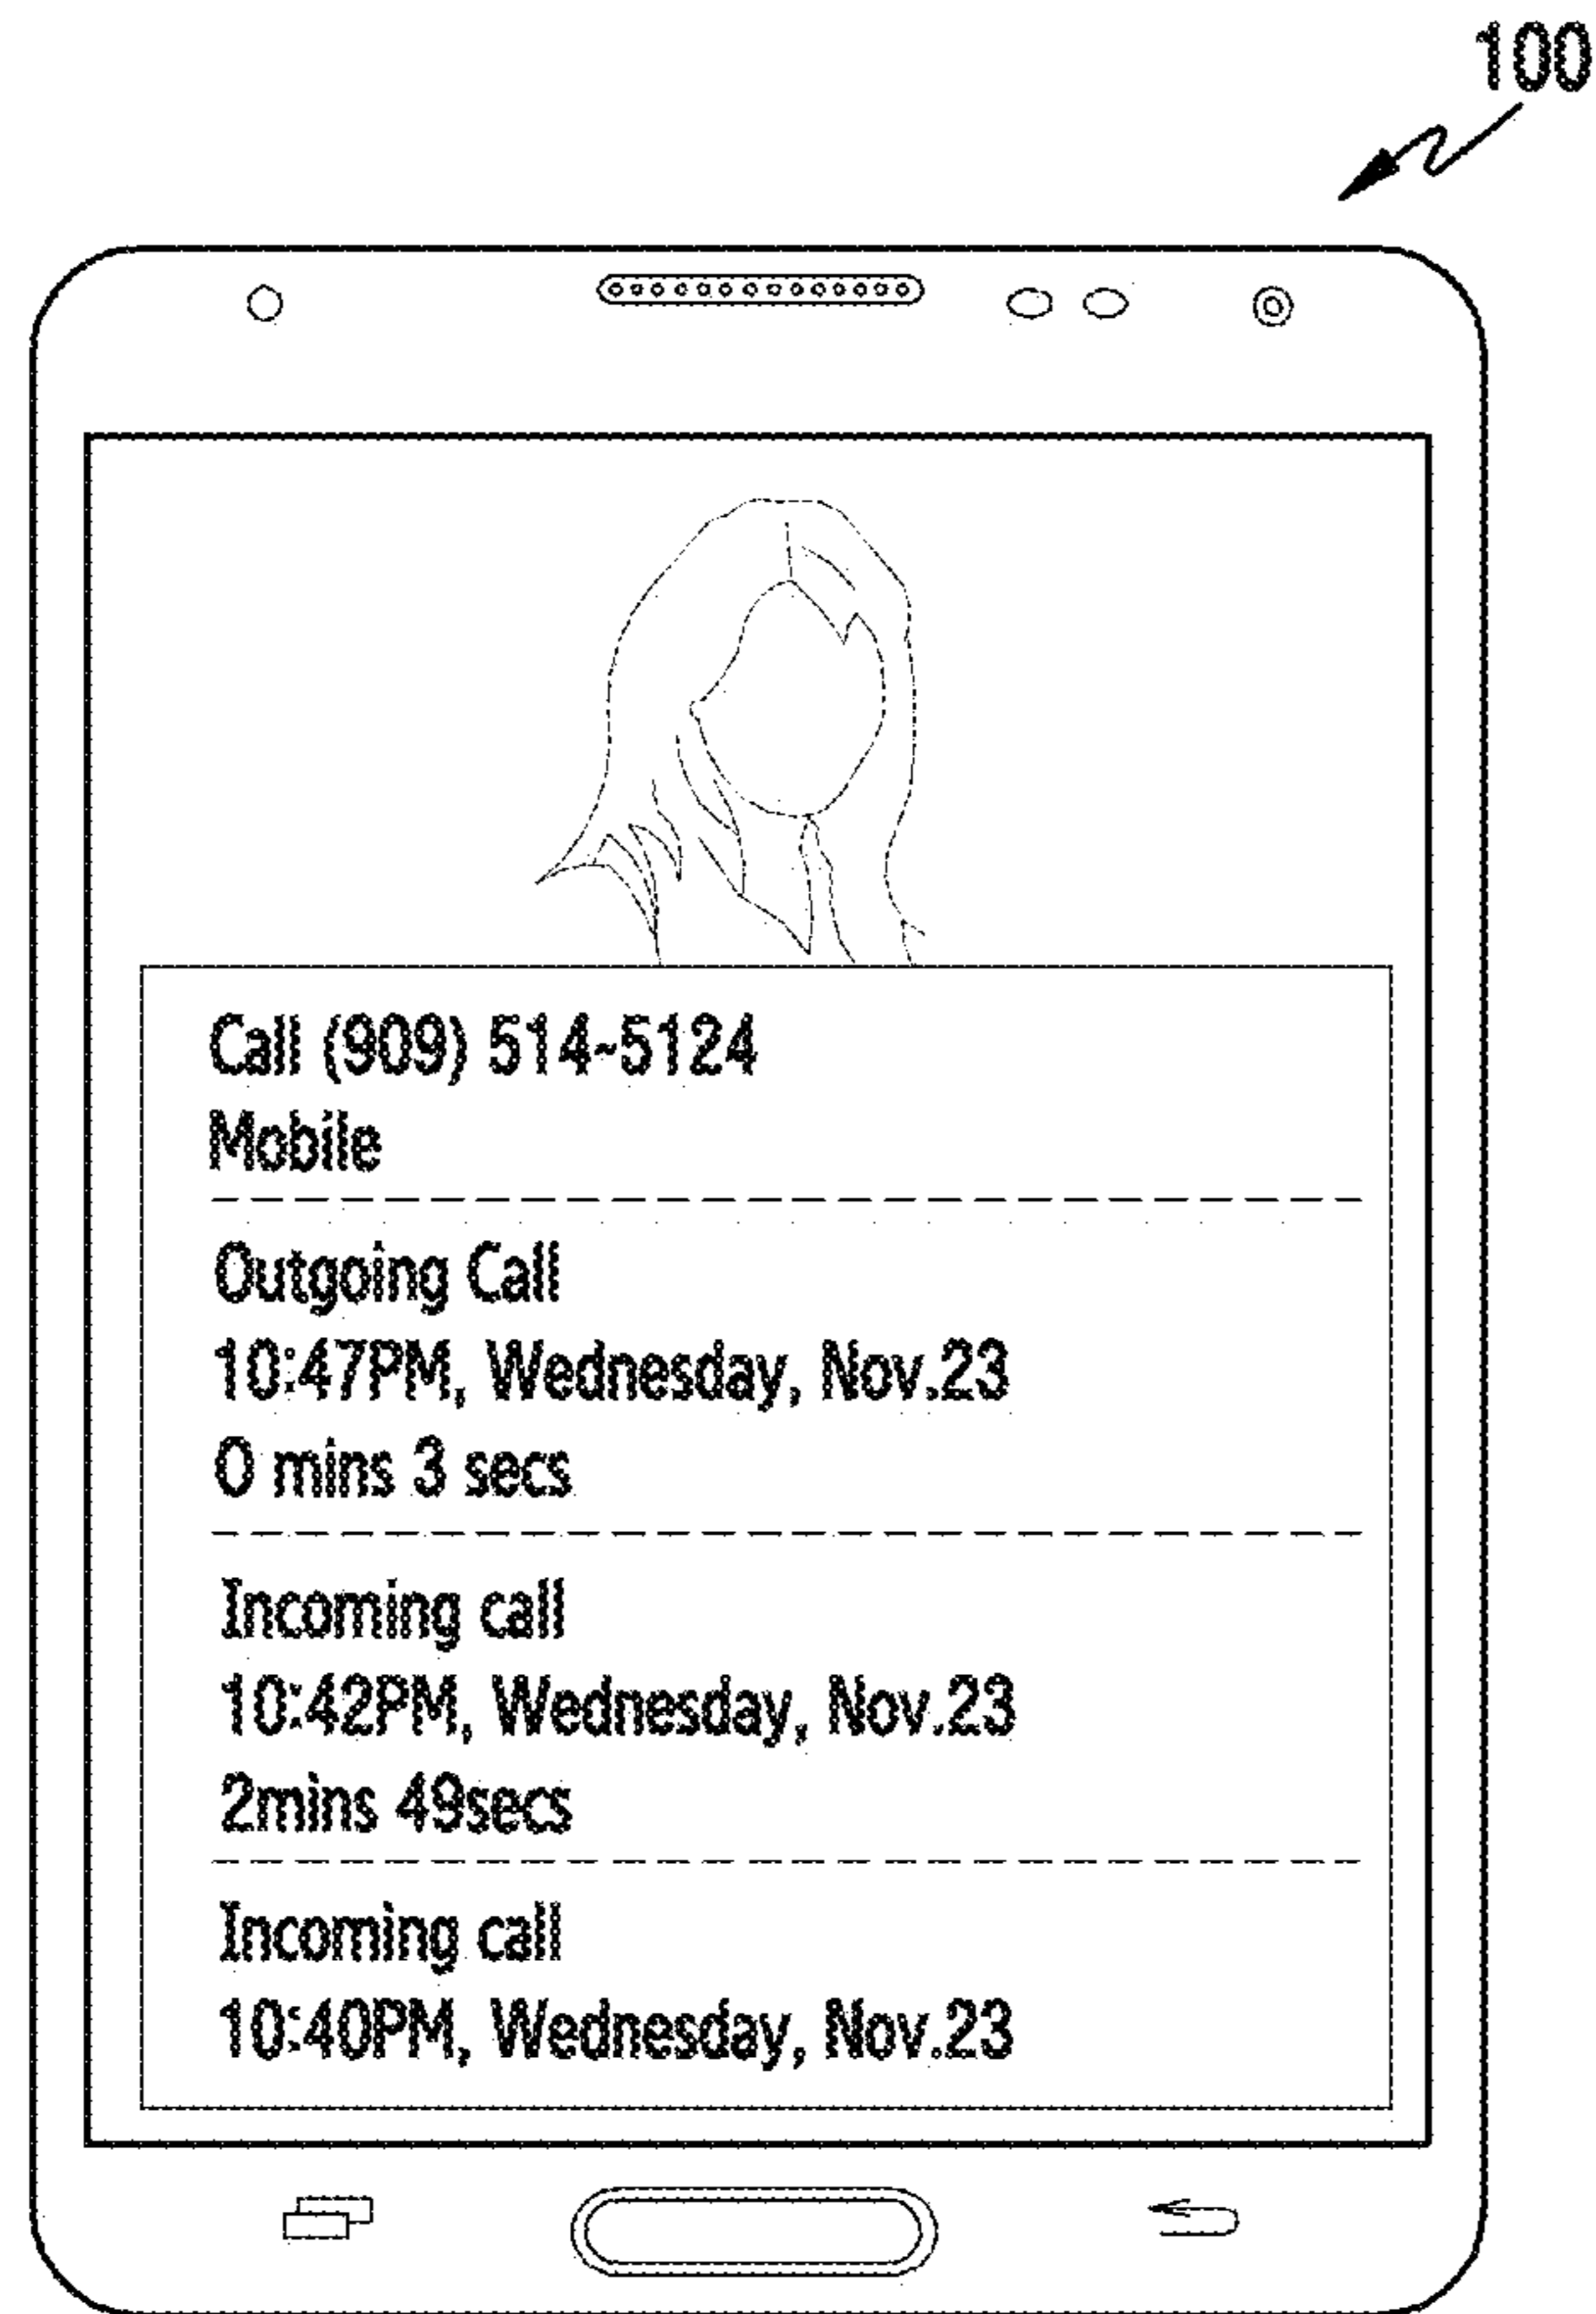 100
Call (909) 514~5124
Mobile
Outgoing Call
10:47PM, Wednesday, Nov.23
0 mins 3 secs
Incoming call
10:42PM, Wednesday, Nov.23
2mins 49secs
Incoming call
10:40PM, Wednesday, Nov.23